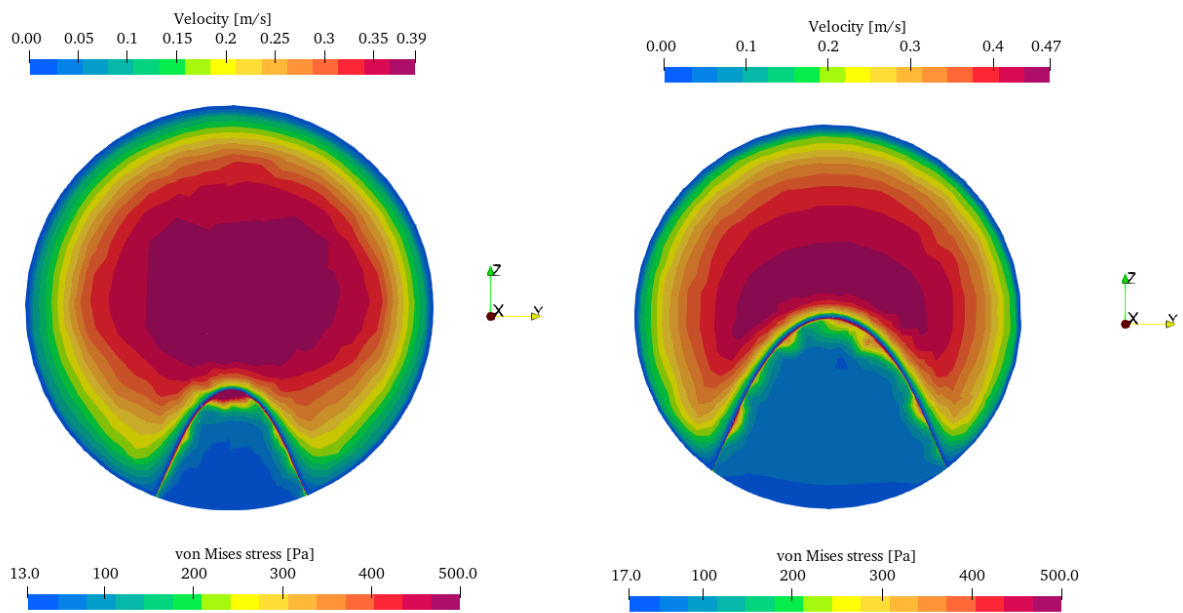 Velocity [m/s]
0.00 0.05 0.1 0.15 0.2 0.25 0.3 0.35 0.39
Velocity [m/s]
0.00 0.1 0.2 0.3 0.4 0.47
Z
X Y
Z
X Y
von Mises stress [Pa]
13.0 100 200 300 400 500.0
von Mises stress [Pa]
17.0 100 200 300 400 500.0